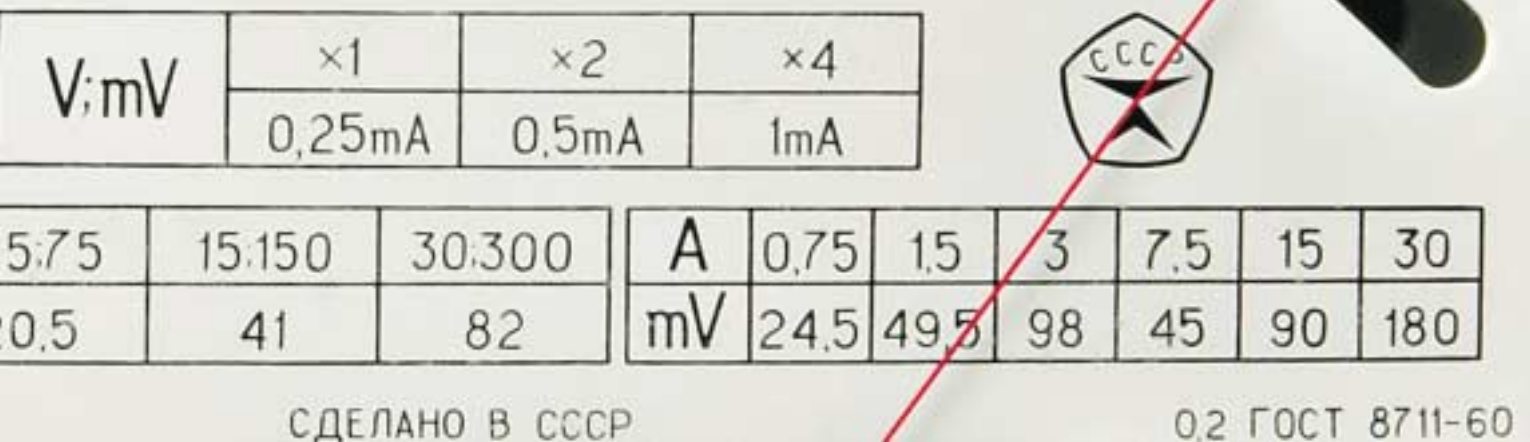 V;mV ×1 ×2 ×4
0,25mA 0,5mA 1mA
СССР
5;75 15;150 30;300
0,5 41 82
A 0,75 1,5 3 7,5 15 30
mV 24,5 49,5 98 45 90 180
СДЕЛАНО В СССР
0,2 ГОСТ 8711-60